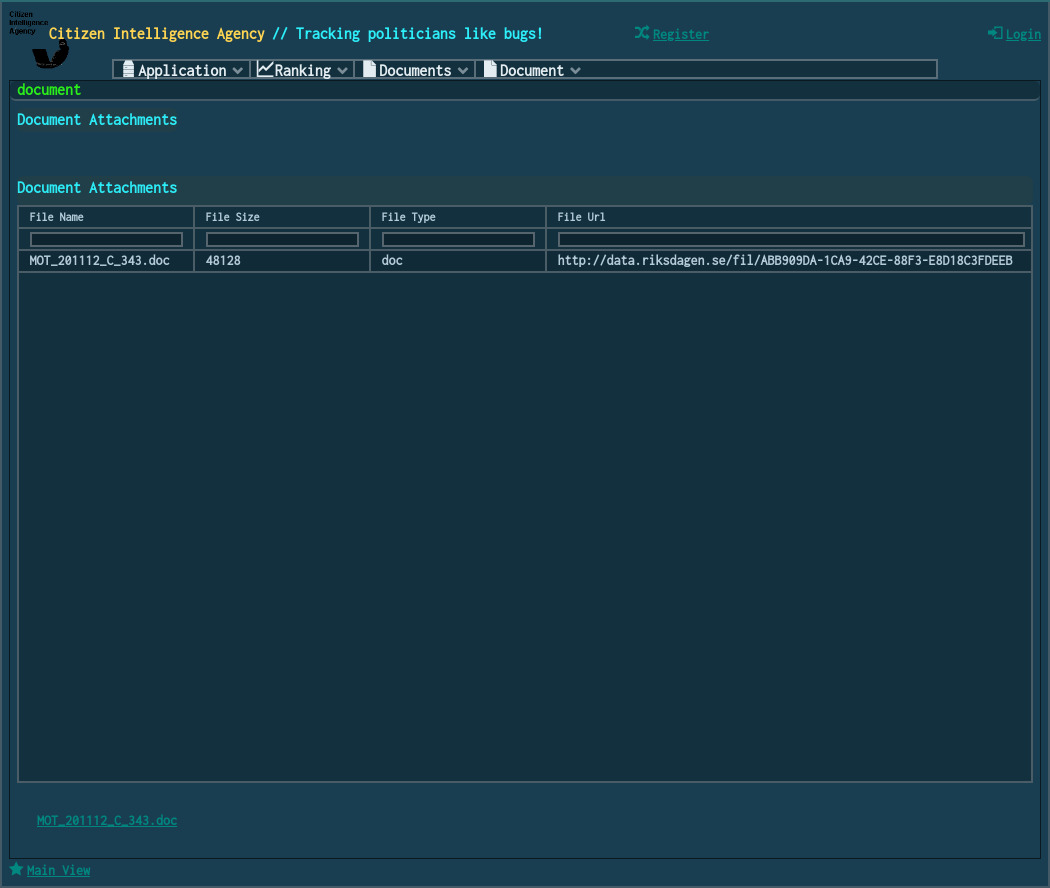 Citizen
Intelligence
Agency
Citizen Intelligence Agency // Tracking politicians like bugs!
Register
Login
Application
Ranking
Documents
Document
document
Document Attachments
Document Attachments
File Name File Size File Type File Url
MOT_201112_C_343.doc 48128 doc http://data.riksdagen.se/fil/ABB909DA-1CA9-42CE-88F3-E8D18C3FDEEB
MOT_201112_C_343.doc
Main View